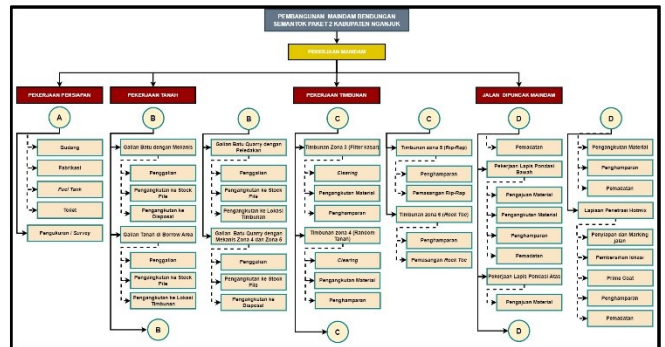 PEMBANGUNAN MAINDAM BENDUNGAN
SEMANTOK PAKET 2 KABUPATEN NGANJUK
PEKERJAAN MAINDAM
PEKERJAAN PERSIAPAN
A
Gudang
Fabrikasi
Fuel Tank
Toilet
Pengukuran / Survey
PEKERJAAN TANAH
B
Galian Batu dengan Mekanis
Penggalian
Pengangkutan ke Stock
Pile
Pengangkutan ke
Disposal
Galian Tanah di Borrow Area
Penggalian
Pengangkutan ke Stock
Pile
Pengangkutan ke Lokasi
Timbunan
B
B
Galian Batu Quarry dengan
Peledakan
Penggalian
Pengangkutan ke Stock
Pile
Pengangkutan ke Lokasi
Timbunan
Galian Batu Quarry dengan
Mekanis Zona 4 dan Zona 5
Penggalian
Pengangkutan ke Stock
Pile
Pengangkutan ke
Disposal
PEKERJAAN TIMBUNAN
C
Timbunan Zona 3 (Filter kasar)
Clearing
Pengangkutan Material
Penghamparan
Timbunan zona 4 (Random
Tanah)
Clearing
Pengangkutan Material
Penghamparan
C
C
Timbunan zona 5 (Rip-Rap)
Penghamparan
Pemasangan Rip-Rap
Timbunan zona 6 (Rock Toe)
Penghamparan
Pemasangan Rock Toe
JALAN DIPUNCAK MAINDAM
D
Pemadatan
Pekerjaan Lapis Pondasi
Bawah
Pengajuan Material
Pengangkutan Material
Penghamparan
Pemadatan
Pekerjaan Lapis Pondasi Atas
Pengajuan Material
D
D
Pengangkutan Material
Penghamparan
Pemadatan
Lapisan Penetrasi Hotmix
Penyiapan dan Marking
jalan
Pembersihan lokasi
Prime Coat
Penghamparan
Pemadatan